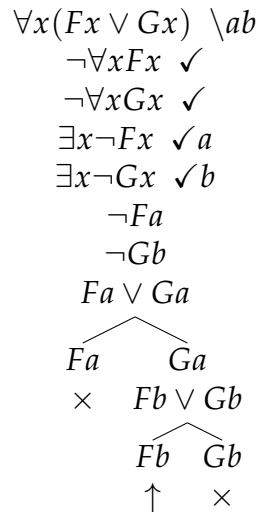 ∀x(Fx ∨ Gx) \ab
¬∀xFx ✓
¬∀xGx ✓
∃x¬Fx ✓a
∃x¬Gx ✓b
¬Fa
¬Gb
Fa ∨ Ga
Fa Ga
× Fb ∨ Gb
Fb Gb
↑ ×